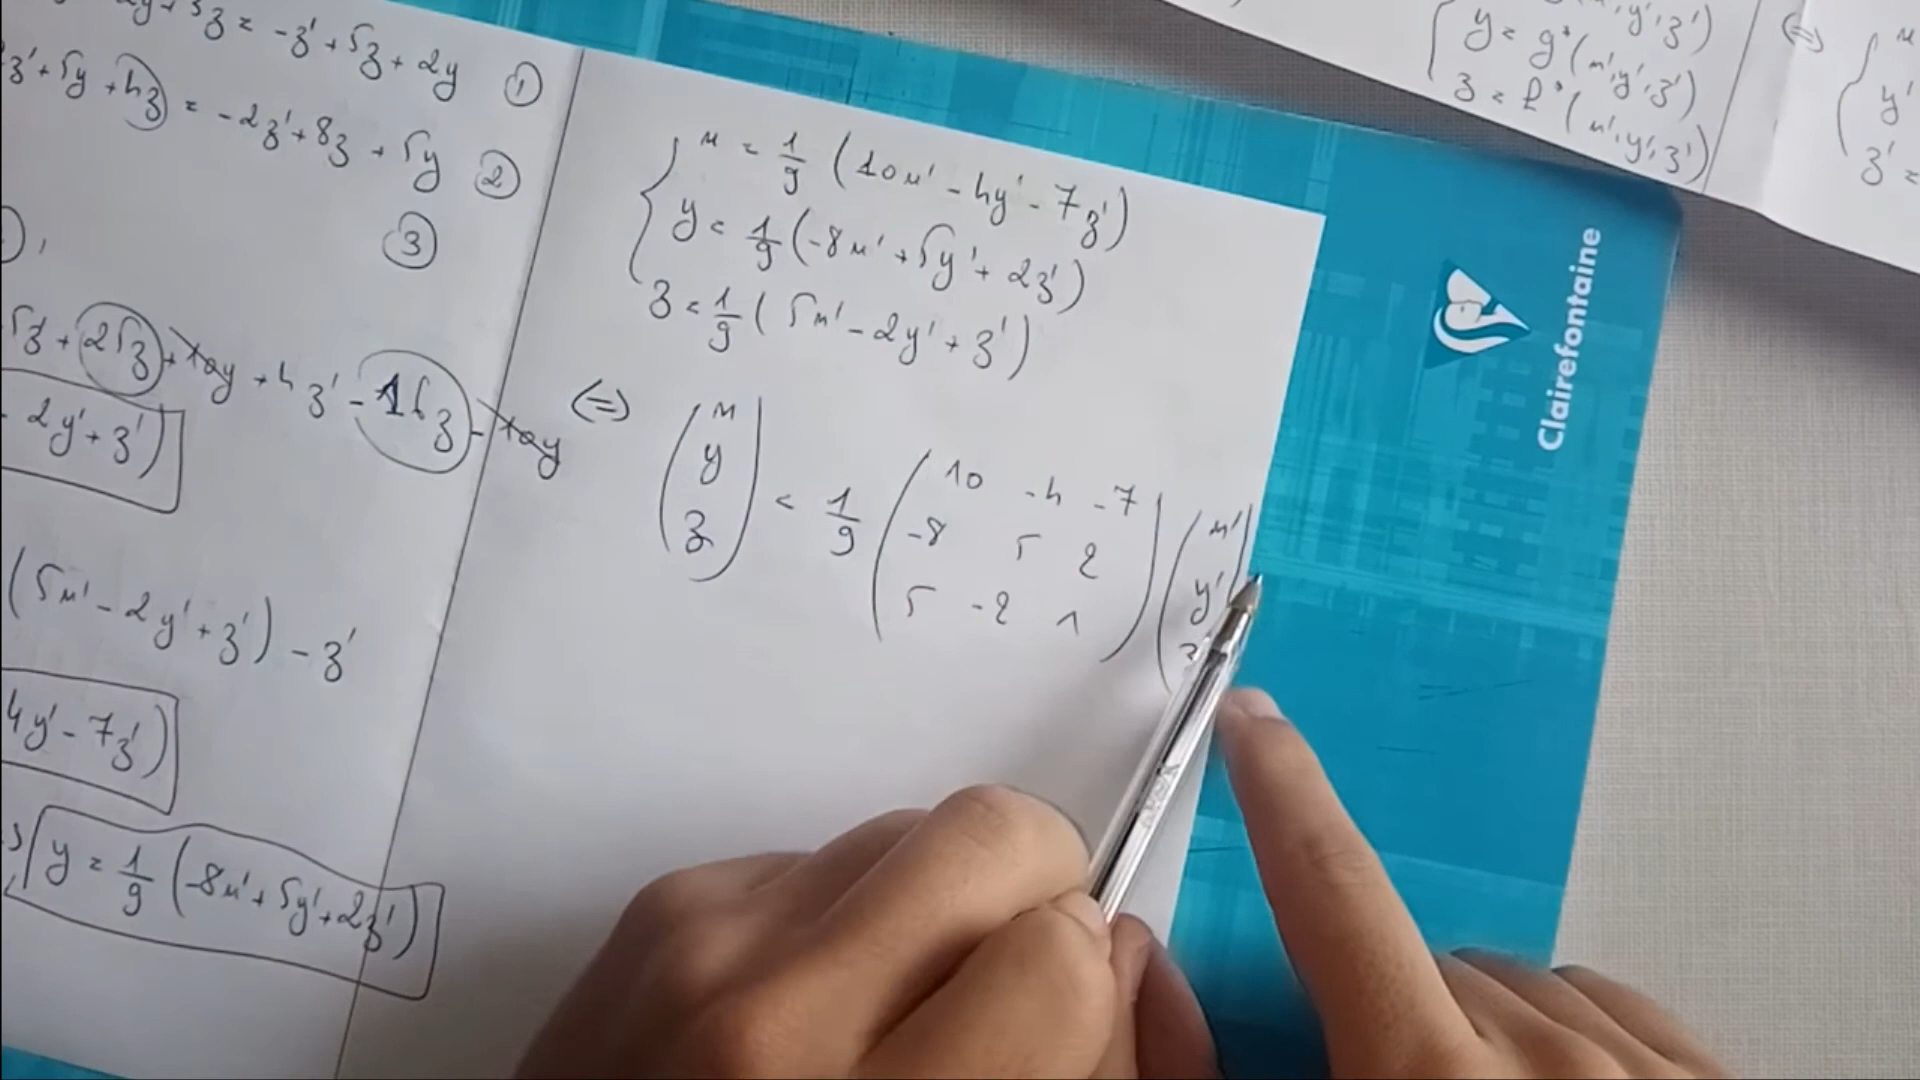 y + 5z = -z' + 5z + 2y ①
z' + 5y + 4z = -2z' + 8z + 5y ②
③
5z' + 25z + 10y + 4z' - 16z - 10y
2y' + z')
(5x' - 2y' + z') - z'
4y' - 7z')
y = 1/9 (-8x' + 5y' + 2z')
x = 1/9 (10x' - 4y' - 7z')
y = 1/9 (-8x' + 5y' + 2z')
z = 1/9 (5x' - 2y' + z')
⇔
x
y
z
= 1/9
10 -4 -7
-8 5 2
5 -2 1
x'
y'
y', z')
y = g*(x', y', z')
z = h*(x', y', z')
⇔
x
y'
z' =
Clairefontaine